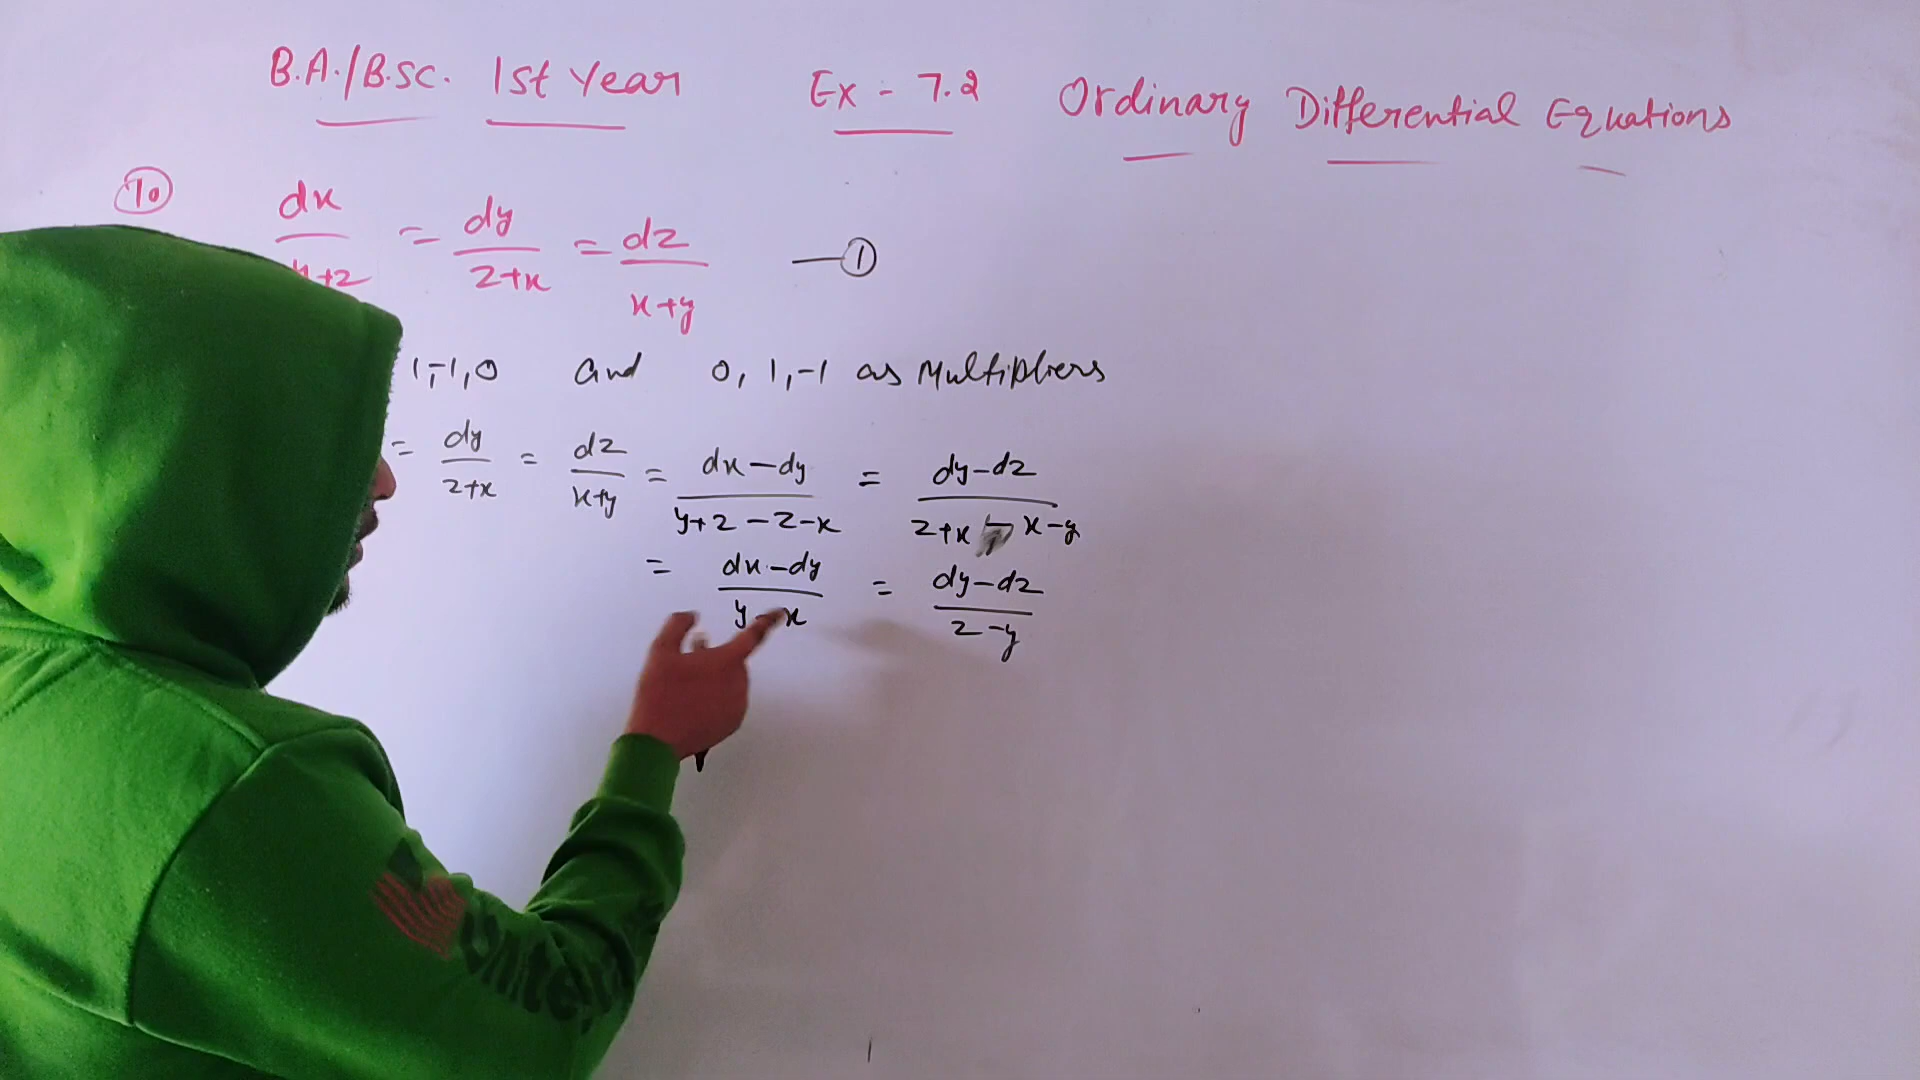 B.A./B.Sc. 1st Year Ex - 7.2 Ordinary Differential Equations
10 dx/y+z = dy/z+x = dz/x+y —①
1,-1,0 and 0, 1,-1 as Multipliers
= dy/z+x = dz/x+y = dx-dy/y+z-z-x = dy-dz/z+x-x-y
= dx-dy/y-x = dy-dz/z-y